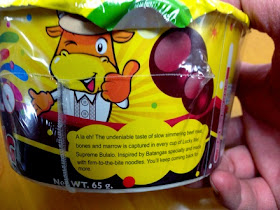 A la eh! The undeniable taste of slow simmering beef
bones and marrow is captured in every cup of Lucky Me!
Supreme Bulalo. Inspired by Batangas specialty and made
with firm-to-the-bite noodles. You'll keep coming back for
more.
Net WT. 65 g.